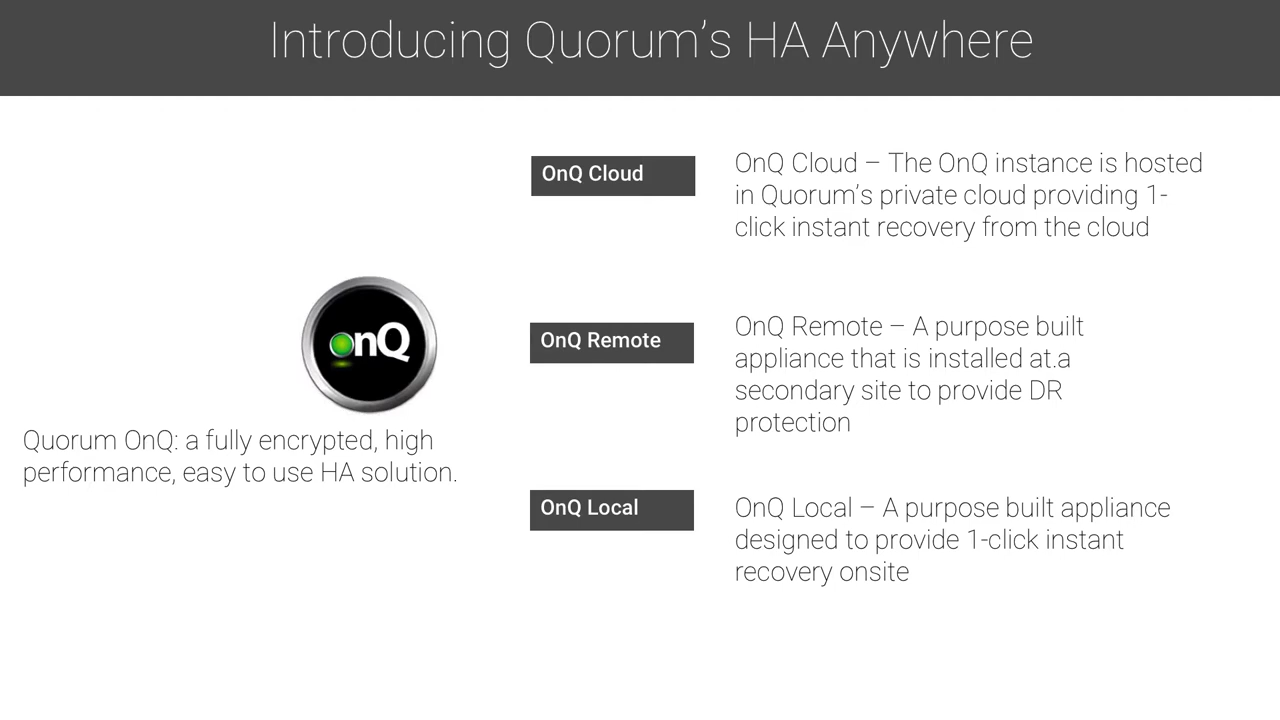 Introducing Quorum’s HA Anywhere
onQ
Quorum OnQ: a fully encrypted, high
performance, easy to use HA solution.
OnQ Cloud
OnQ Cloud – The OnQ instance is hosted
in Quorum’s private cloud providing 1-
click instant recovery from the cloud
OnQ Remote
OnQ Remote – A purpose built
appliance that is installed at.a
secondary site to provide DR
protection
OnQ Local
OnQ Local – A purpose built appliance
designed to provide 1-click instant
recovery onsite